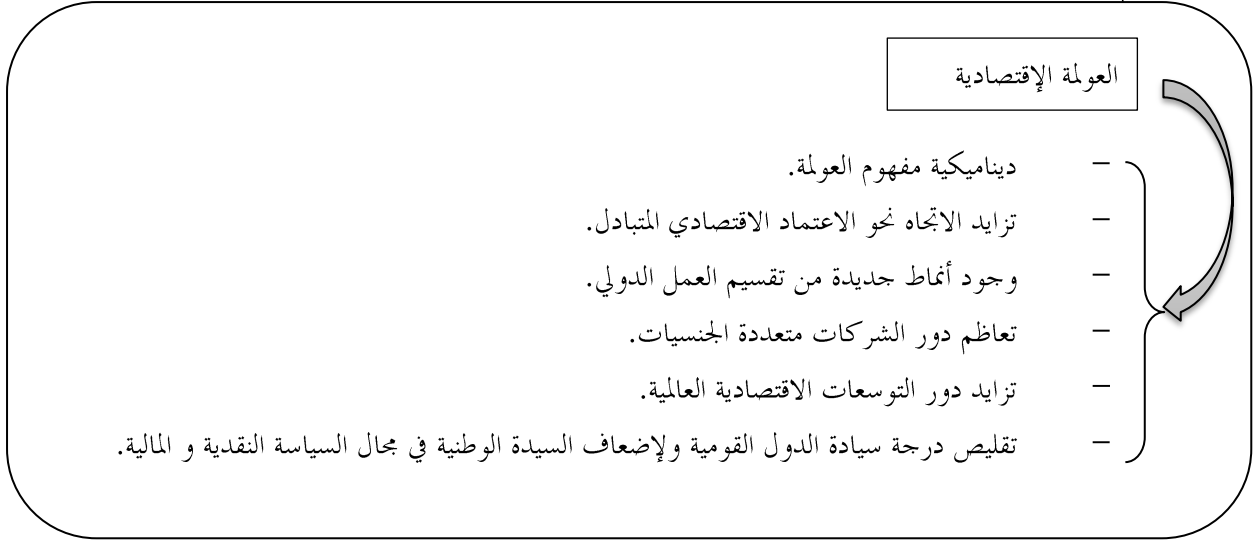 العولمة الإقتصادية
– ديناميكية مفهوم العولمة.
– تزايد الاتجاه نحو الاعتماد الاقتصادي المتبادل.
– وجود أنماط جديدة من تقسيم العمل الدولي.
– تعاظم دور الشركات متعددة الجنسيات.
– تزايد دور التوسعات الاقتصادية العالمية.
– تقليص درجة سيادة الدول القومية ولإضعاف السيدة الوطنية في مجال السياسة النقدية و المالية.